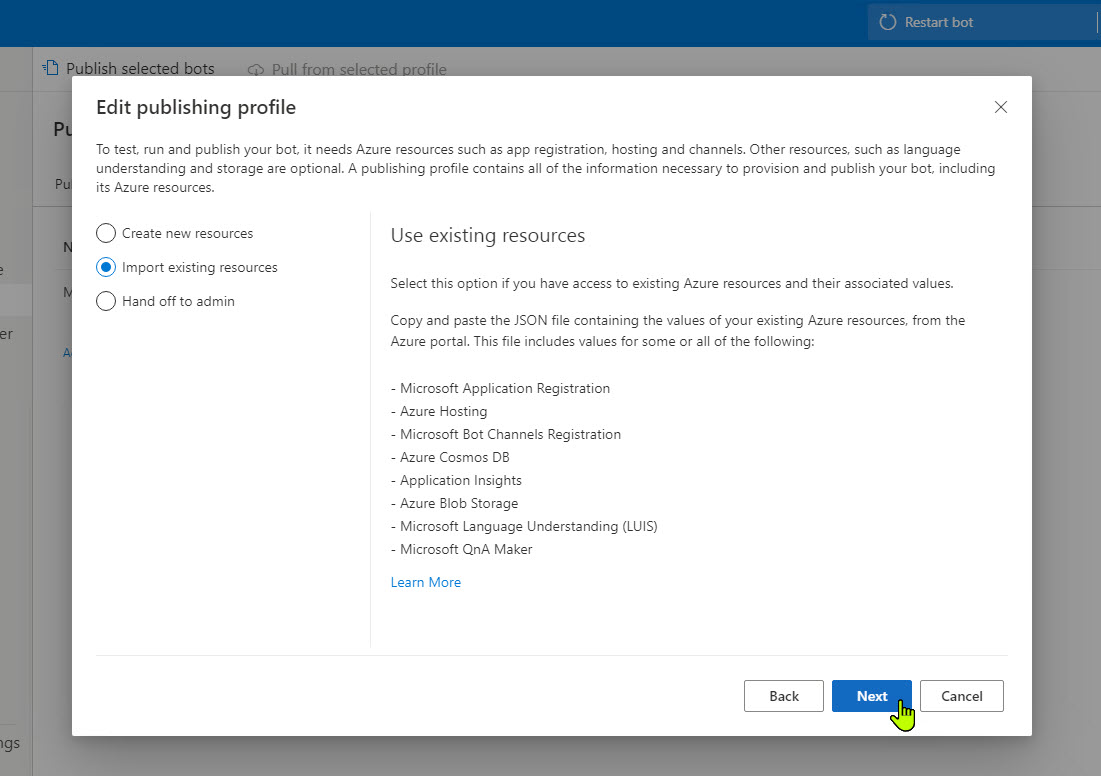 Restart bot
Publish selected bots
Pull from selected profile
Edit publishing profile
To test, run and publish your bot, it needs Azure resources such as app registration, hosting and channels. Other resources, such as language
understanding and storage are optional. A publishing profile contains all of the information necessary to provision and publish your bot, including
its Azure resources.
Create new resources
Import existing resources
Hand off to admin
Use existing resources
Select this option if you have access to existing Azure resources and their associated values.
Copy and paste the JSON file containing the values of your existing Azure resources, from the
Azure portal. This file includes values for some or all of the following:
- Microsoft Application Registration
- Azure Hosting
- Microsoft Bot Channels Registration
- Azure Cosmos DB
- Application Insights
- Azure Blob Storage
- Microsoft Language Understanding (LUIS)
- Microsoft QnA Maker
Learn More
Back
Next
Cancel